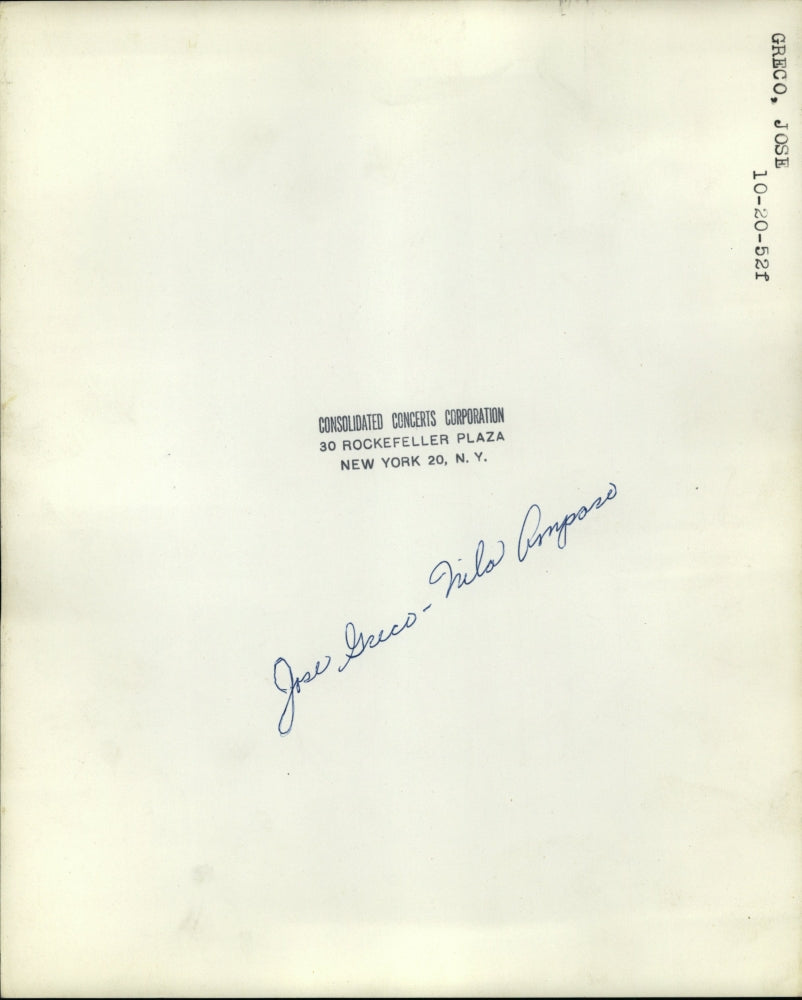 GRECO, JOSE
10-20-52f
CONSOLIDATED CONCERTS CORPORATION
30 ROCKEFELLER PLAZA
NEW YORK 20, N. Y.
Jose Greco - Nila Amparo